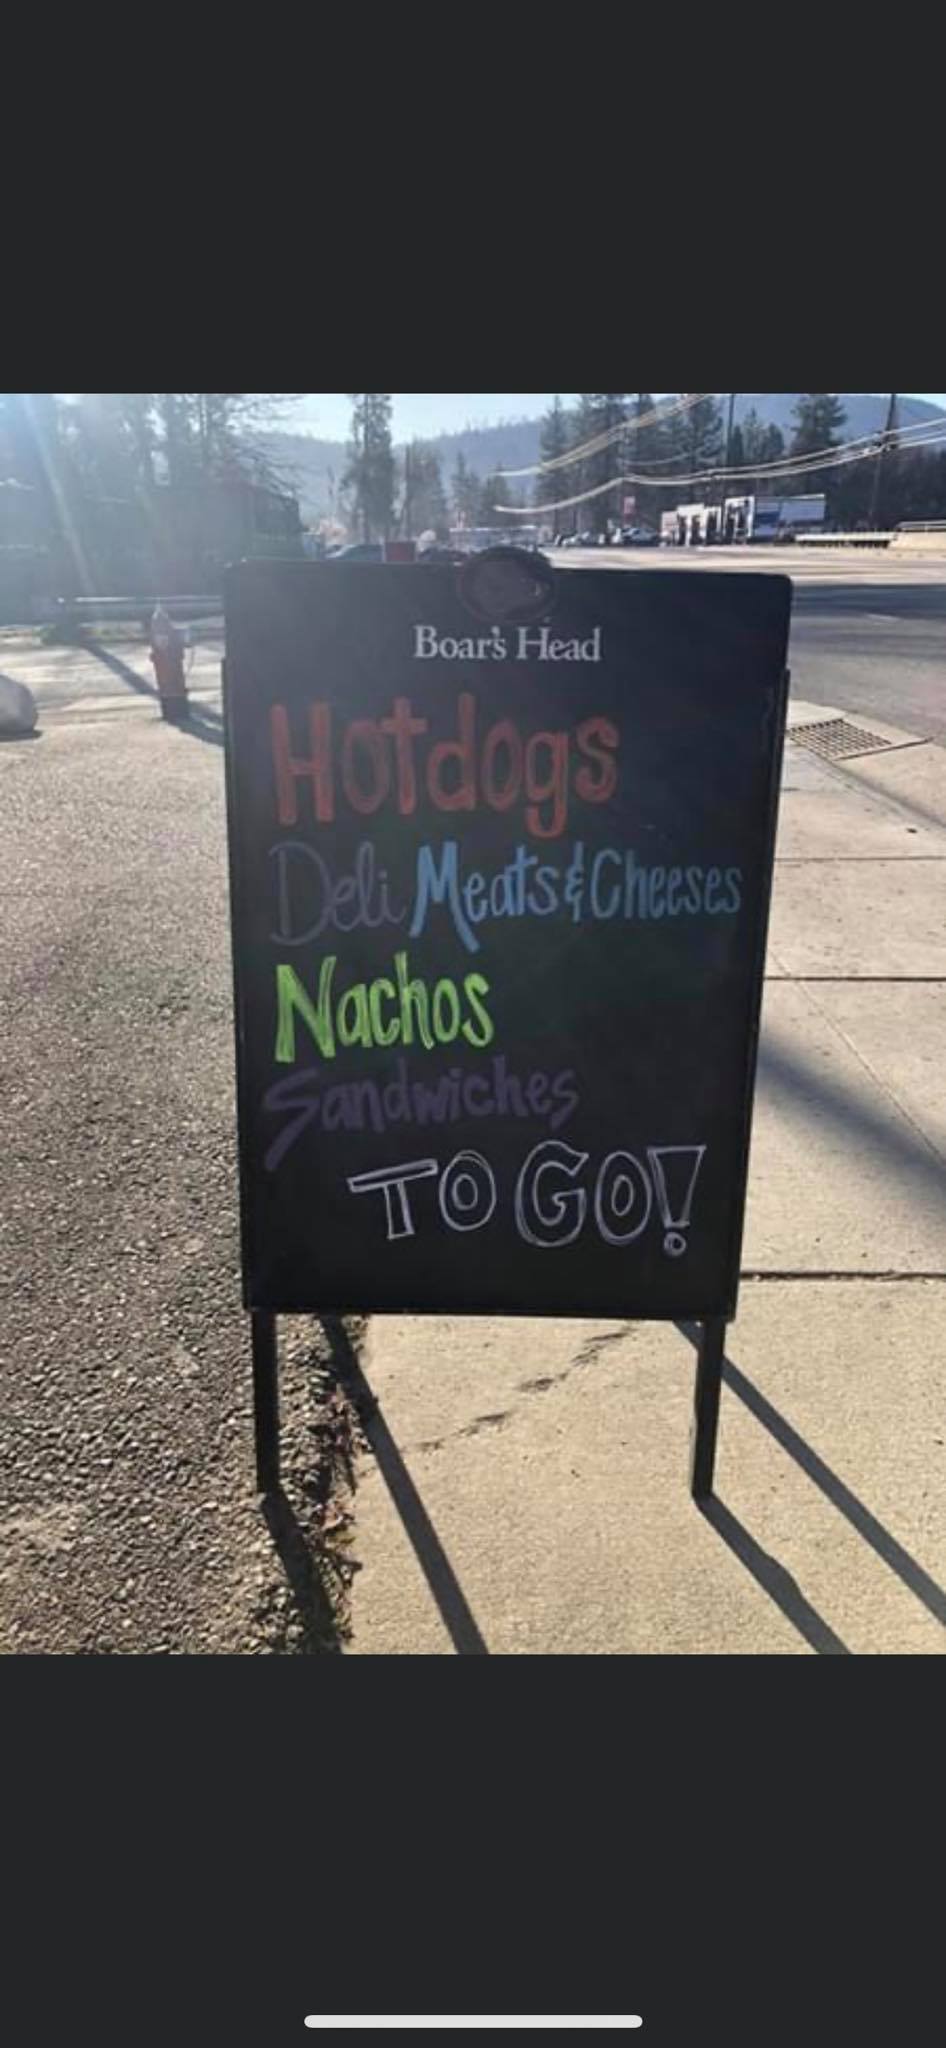 Boar's Head
Hotdogs
Deli Meats & Cheeses
Nachos
Sandwiches
TO GO!